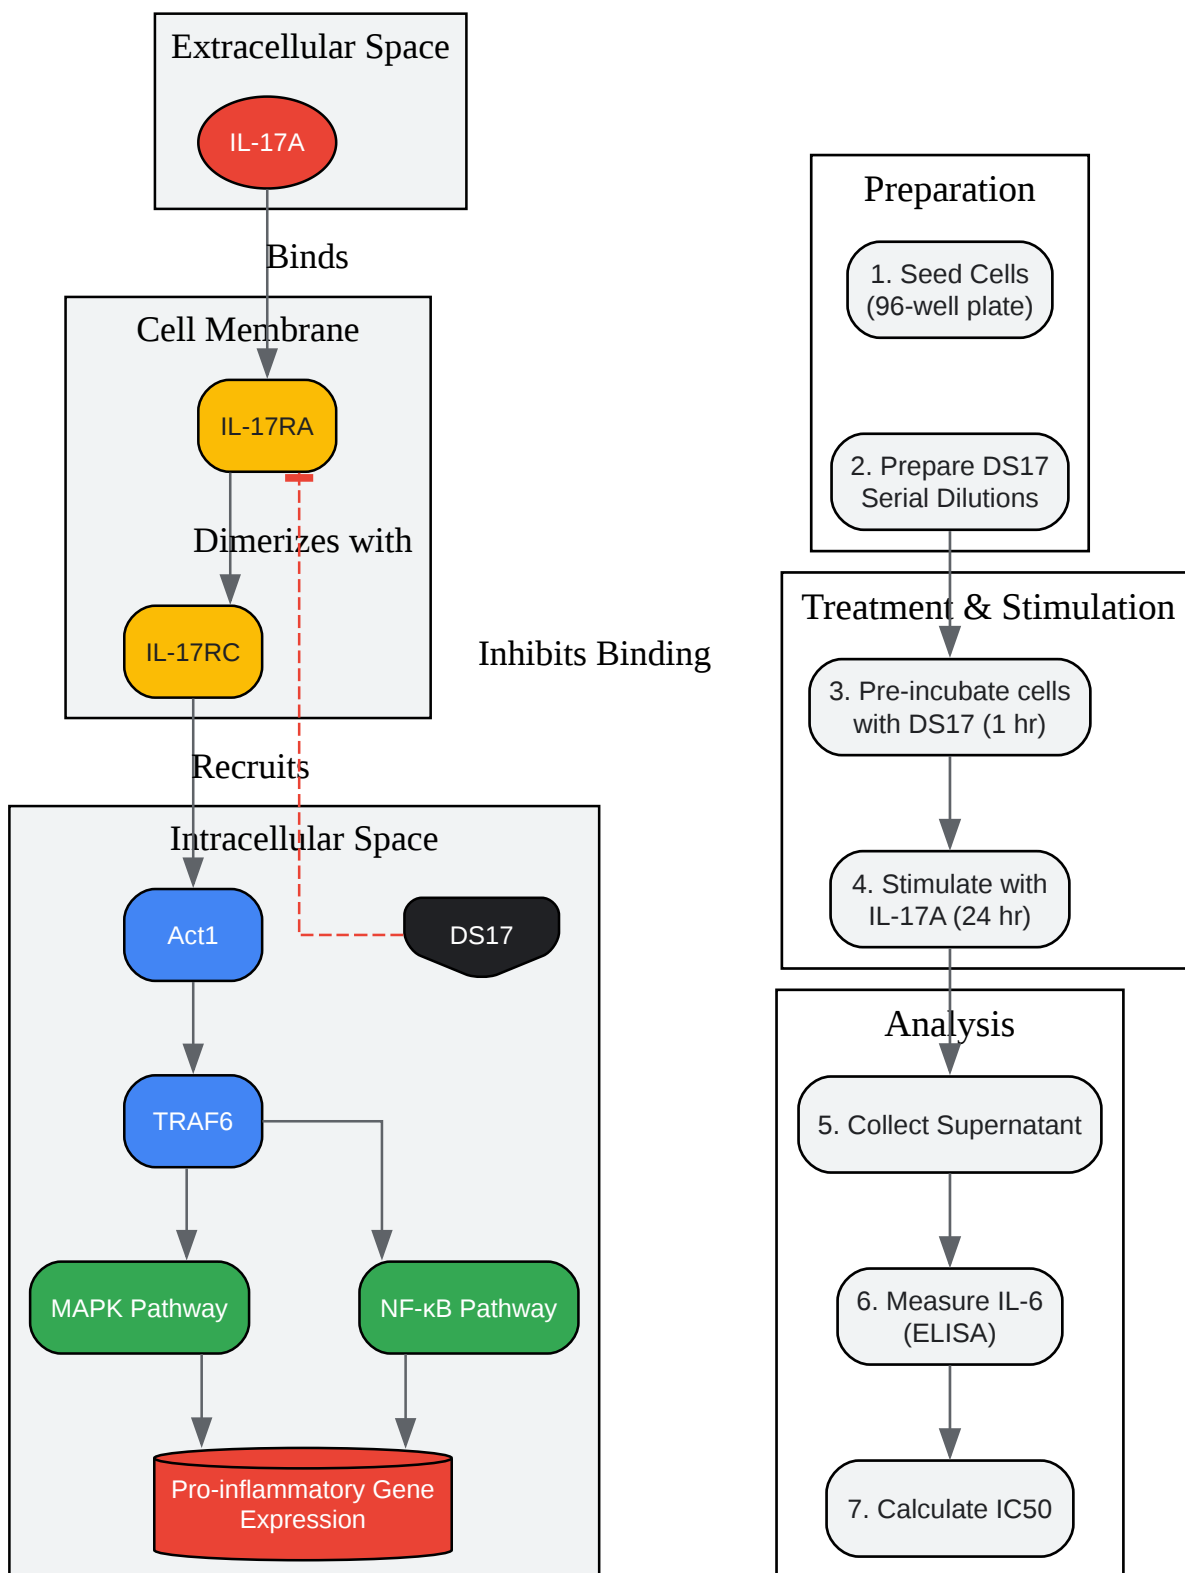 Extracellular Space
IL-17A
Binds
Cell Membrane
IL-17RA
Dimerizes with
IL-17RC
Inhibits Binding
Recruits
Intracellular Space
Act1
DS17
TRAF6
MAPK Pathway
NF-κB Pathway
Pro-inflammatory Gene
Expression
Preparation
1. Seed Cells
(96-well plate)
2. Prepare DS17
Serial Dilutions
Treatment & Stimulation
3. Pre-incubate cells
with DS17 (1 hr)
4. Stimulate with
IL-17A (24 hr)
Analysis
5. Collect Supernatant
6. Measure IL-6
(ELISA)
7. Calculate IC50